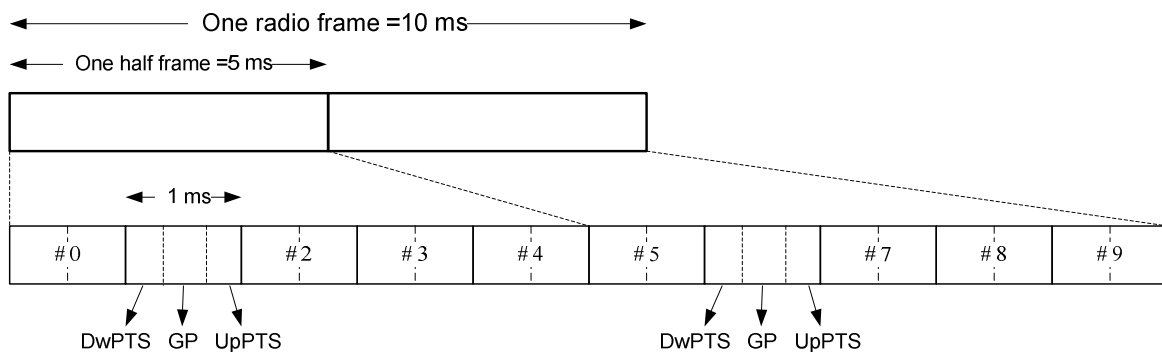 One radio frame =10 ms
One half frame =5 ms
1 ms
#0 #2 #3 #4 #5 #7 #8 #9
DwPTS GP UpPTS DwPTS GP UpPTS